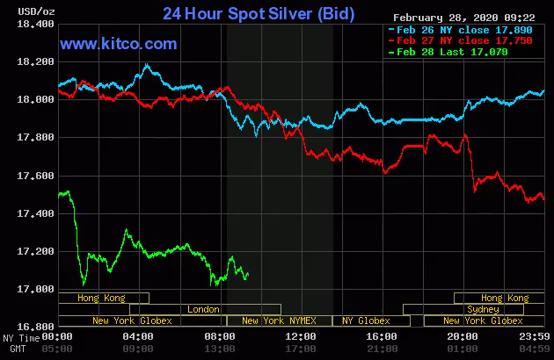 USD/oz
24 Hour Spot Silver (Bid)
February 28, 2020 09:22
www.kitco.com
Feb 26 NY close 17.890
Feb 27 NY close 17.750
Feb 28 Last 17.070
18.400
18.200
18.000
17.800
17.600
17.400
17.200
17.000
16.800
Hong Kong
Hong Kong
London
Sydney
New York Globex
New York NYMEX
NY Globex
New York Globex
NY Time 00:00 04:00 08:00 12:00 16:00 20:00 23:59
GMT 05:00 09:00 13:00 17:00 21:00 01:00 04:59